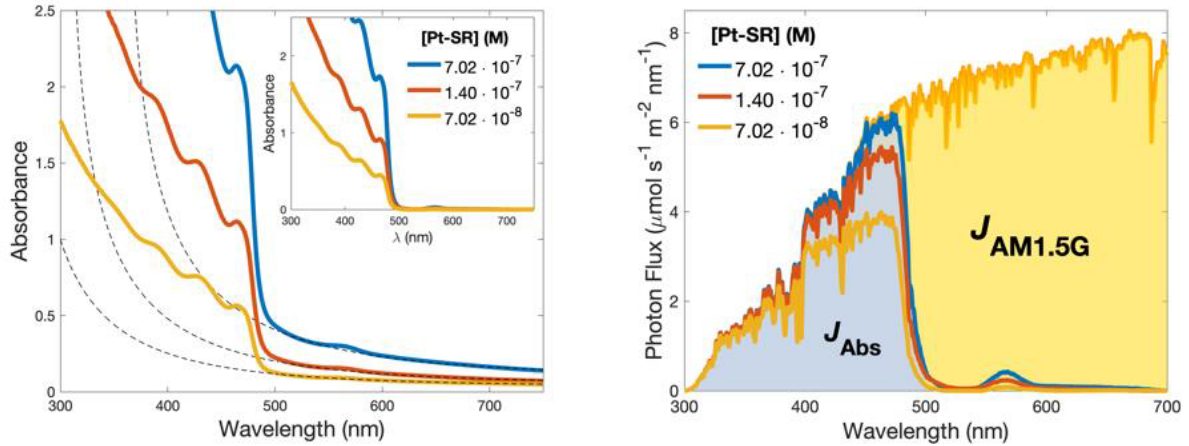 2.5
2
1.5
1
0.5
0
300
400
500
600
700
Absorbance
Wavelength (nm)
2
1
0
300
400
500
600
700
Absorbance
λ (nm)
[Pt-SR] (M)
7.02 · 10⁻⁷
1.40 · 10⁻⁷
7.02 · 10⁻⁸
8
6
4
2
0
300
400
500
600
700
Photon Flux (μmol s⁻¹ m⁻² nm⁻¹)
Wavelength (nm)
[Pt-SR] (M)
7.02 · 10⁻⁷
1.40 · 10⁻⁷
7.02 · 10⁻⁸
J_AM1.5G
J_Abs